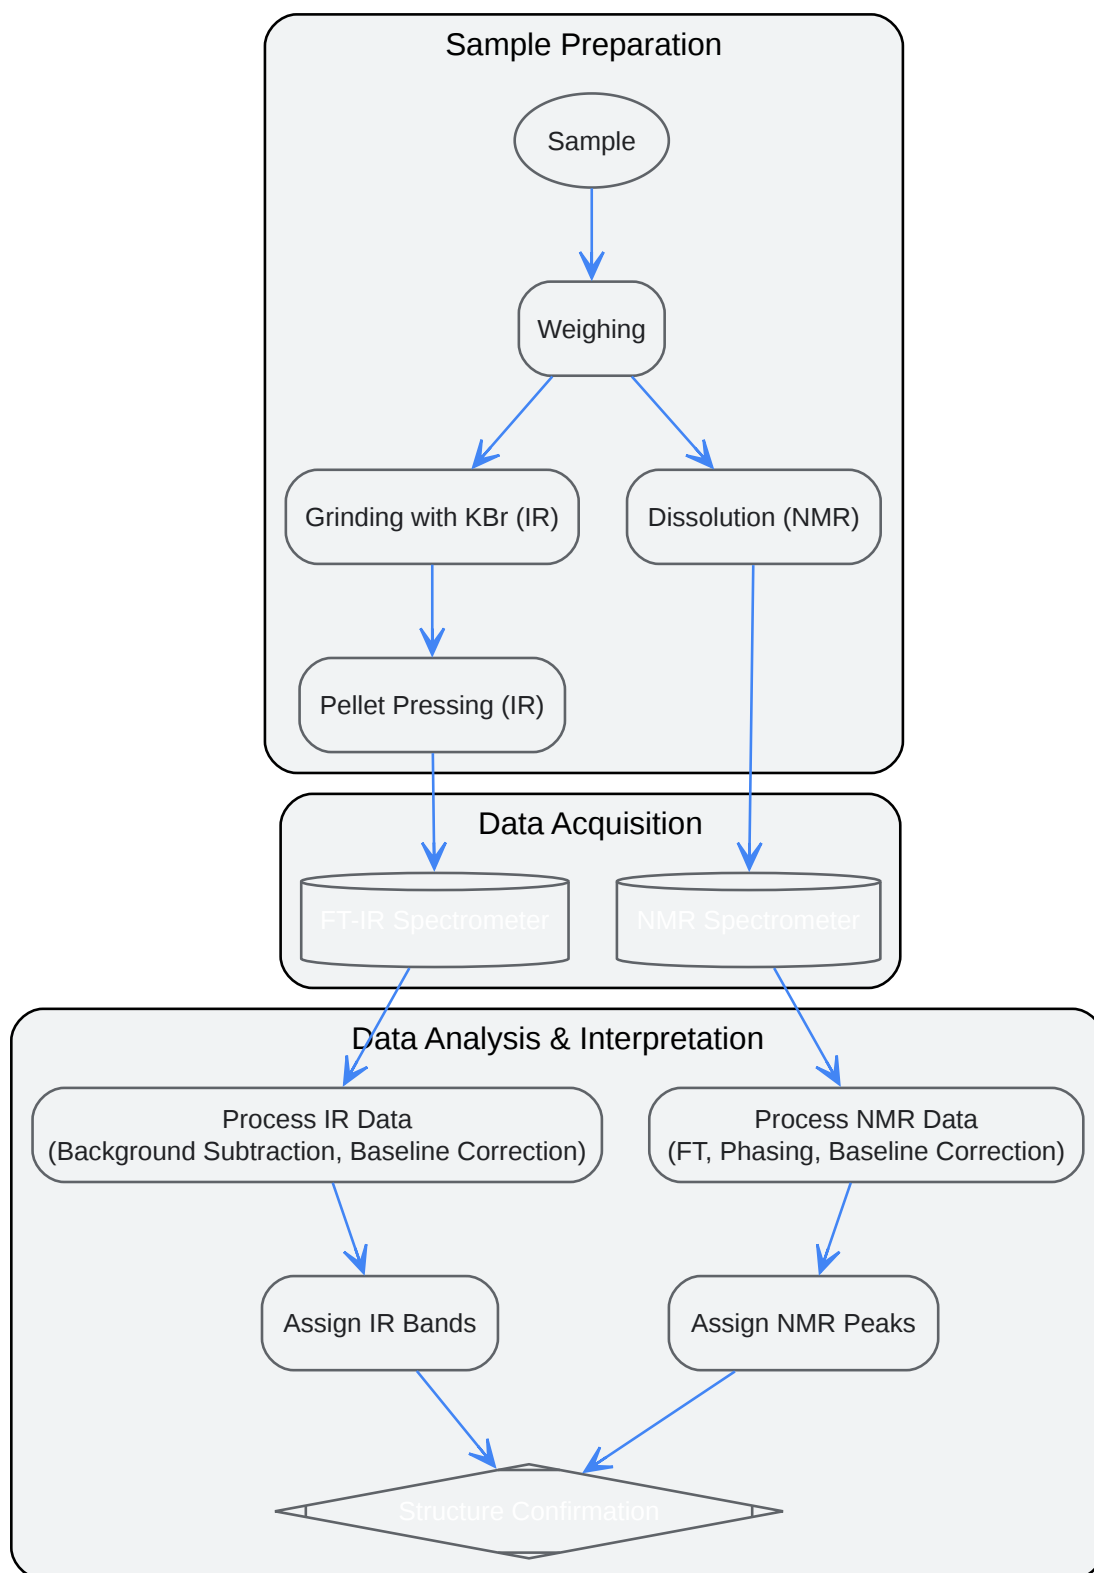 Sample Preparation
Sample
Weighing
Grinding with KBr (IR)
Dissolution (NMR)
Pellet Pressing (IR)
Data Acquisition
FT-IR Spectrometer
NMR Spectrometer
Data Analysis & Interpretation
Process IR Data
(Background Subtraction, Baseline Correction)
Process NMR Data
(FT, Phasing, Baseline Correction)
Assign IR Bands
Assign NMR Peaks
Structure Confirmation